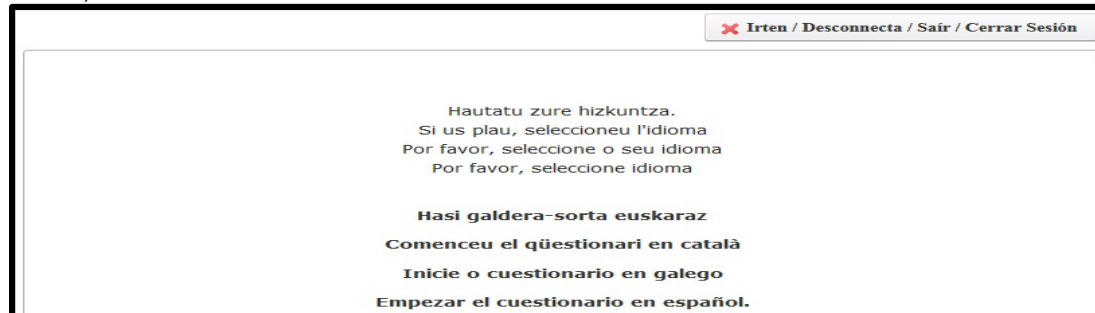 Irten / Desconnecta / Saír / Cerrar Sesión
Hautatu zure hizkuntza.
Si us plau, seleccioneu l'idioma
Por favor, seleccione o seu idioma
Por favor, seleccione idioma
Hasi galdera-sorta euskaraz
Comenceu el qüestionari en català
Inicie o cuestionario en galego
Empezar el cuestionario en español.